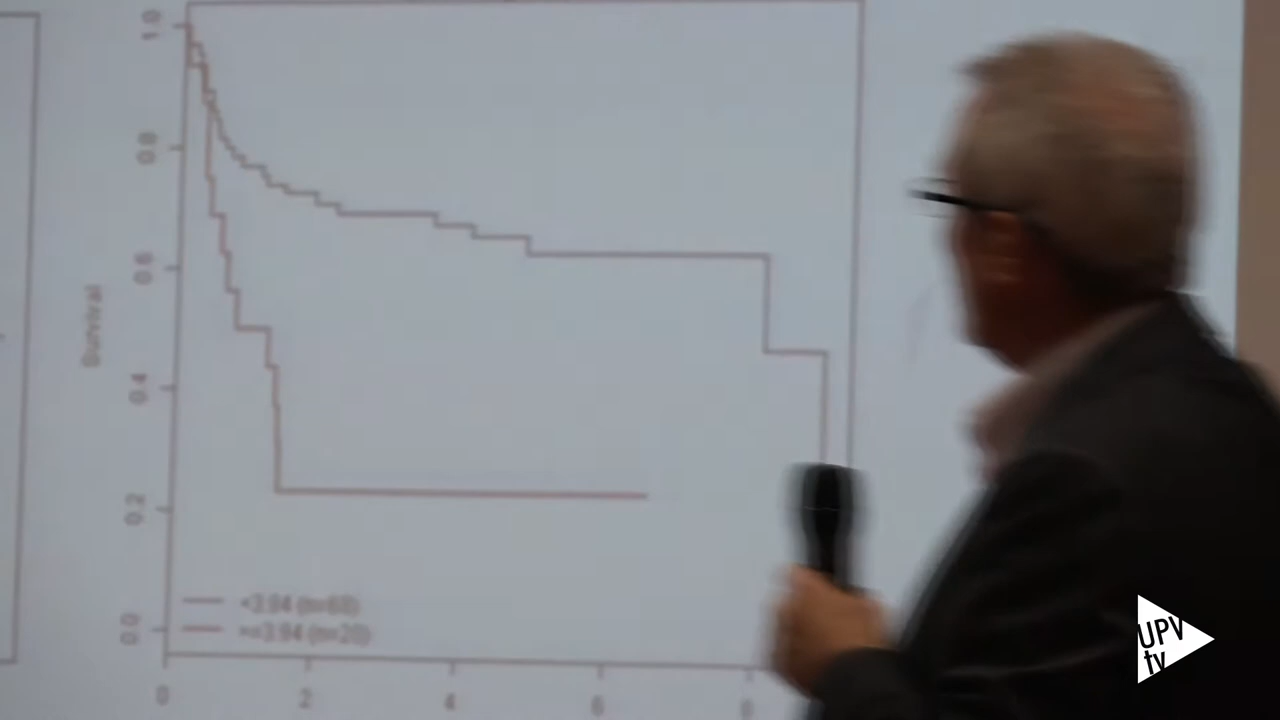 1.0
0.8
0.6
Survival
0.4
0.2
0.0
<3.94 (n=68)
>=3.94 (n=20)
0 2 4 6 8
UPV
tv